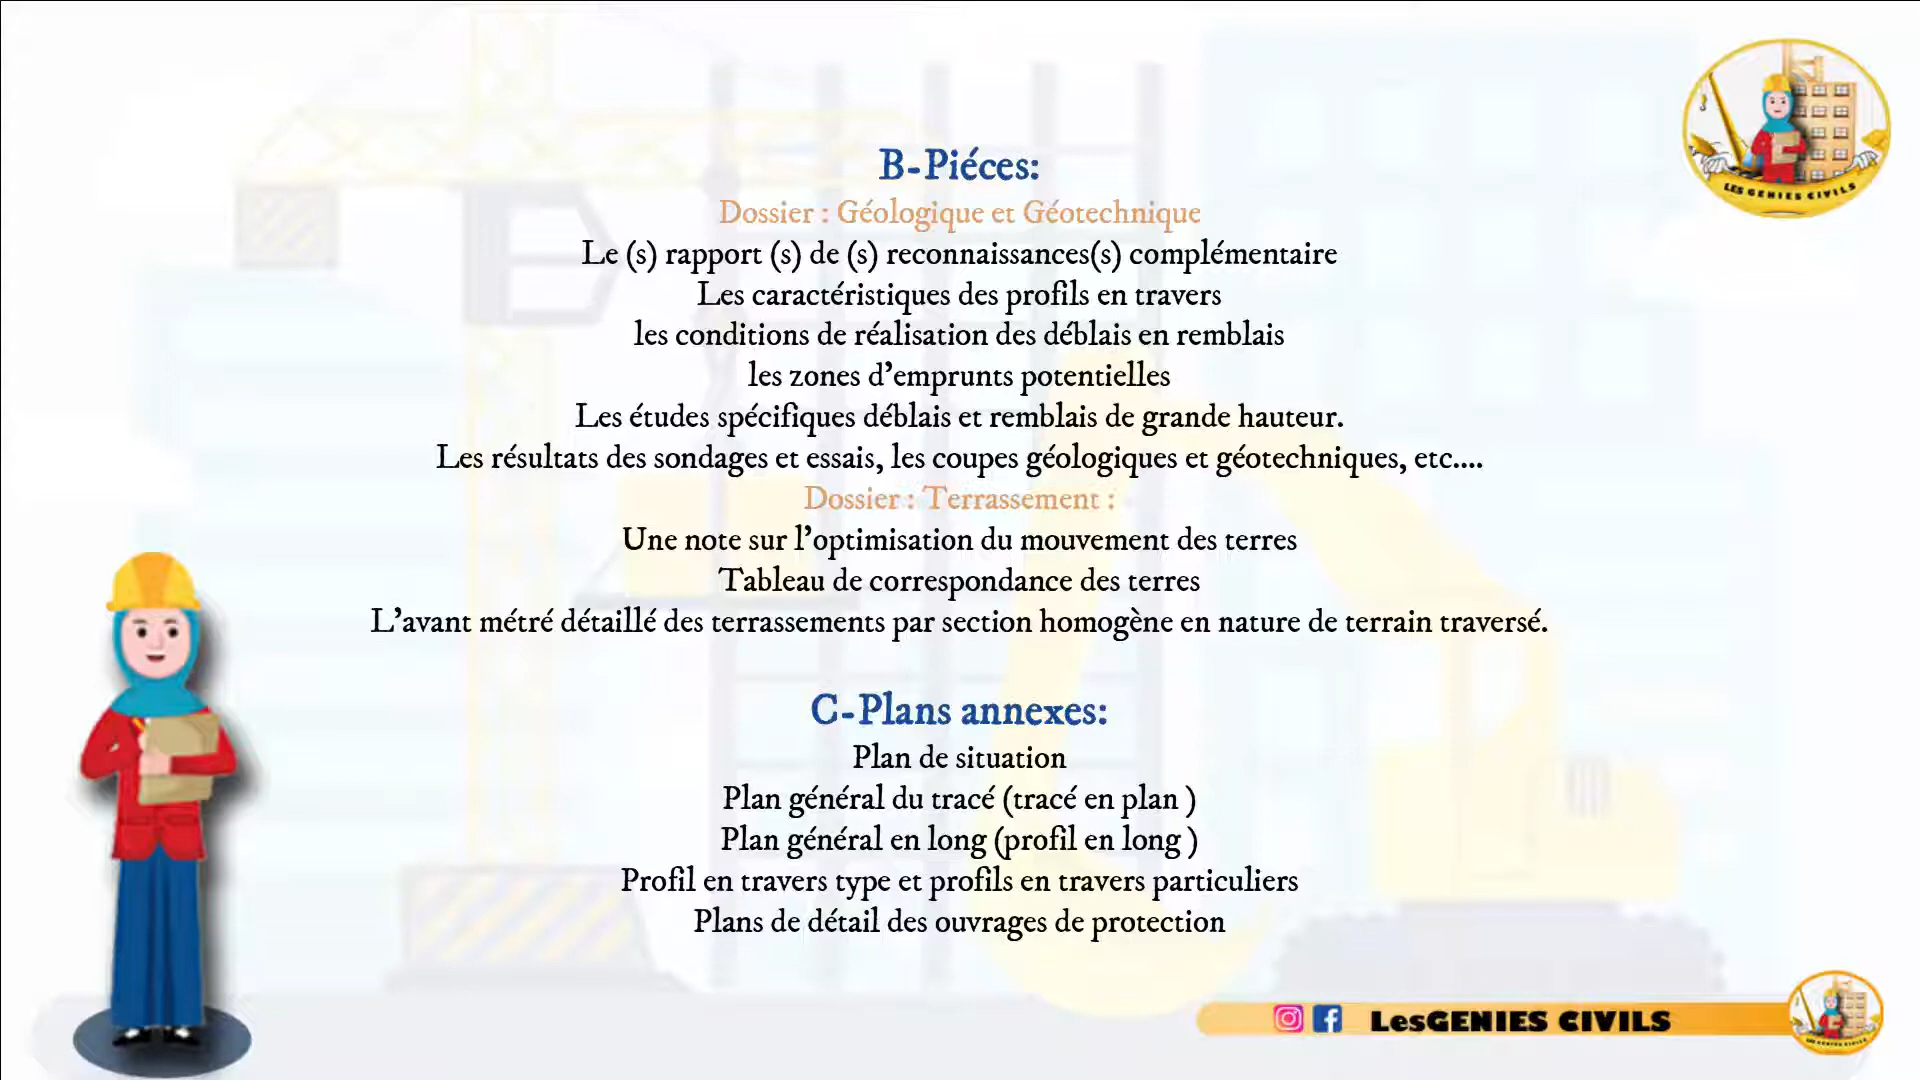 LES GENIES CIVILS
B-Piéces:
Dossier : Géologique et Géotechnique
Le (s) rapport (s) de (s) reconnaissances(s) complémentaire
Les caractéristiques des profils en travers
les conditions de réalisation des déblais en remblais
les zones d'emprunts potentielles
Les études spécifiques déblais et remblais de grande hauteur.
Les résultats des sondages et essais, les coupes géologiques et géotechniques, etc....
Dossier : Terrassement :
Une note sur l'optimisation du mouvement des terres
Tableau de correspondance des terres
L'avant métré détaillé des terrassements par section homogène en nature de terrain traversé.
C-Plans annexes:
Plan de situation
Plan général du tracé (tracé en plan )
Plan général en long (profil en long )
Profil en travers type et profils en travers particuliers
Plans de détail des ouvrages de protection
LesGENIES CIVILS
LES GENIES CIVILS